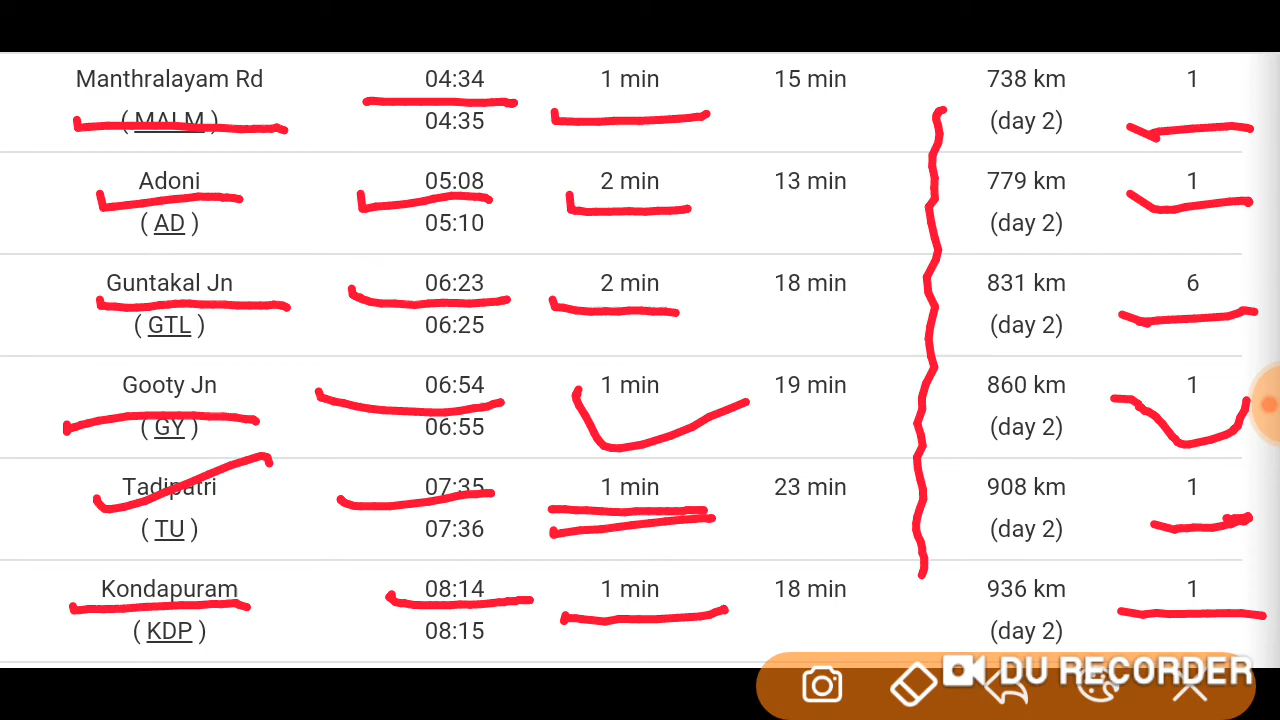 Manthralayam Rd 04:34 1 min 15 min 738 km 1
( MALM ) 04:35 (day 2)
Adoni 05:08 2 min 13 min 779 km 1
( AD ) 05:10 (day 2)
Guntakal Jn 06:23 2 min 18 min 831 km 6
( GTL ) 06:25 (day 2)
Gooty Jn 06:54 1 min 19 min 860 km 1
( GY ) 06:55 (day 2)
Tadipatri 07:35 1 min 23 min 908 km 1
( TU ) 07:36 (day 2)
Kondapuram 08:14 1 min 18 min 936 km 1
( KDP ) 08:15 (day 2)
DU RECORDER